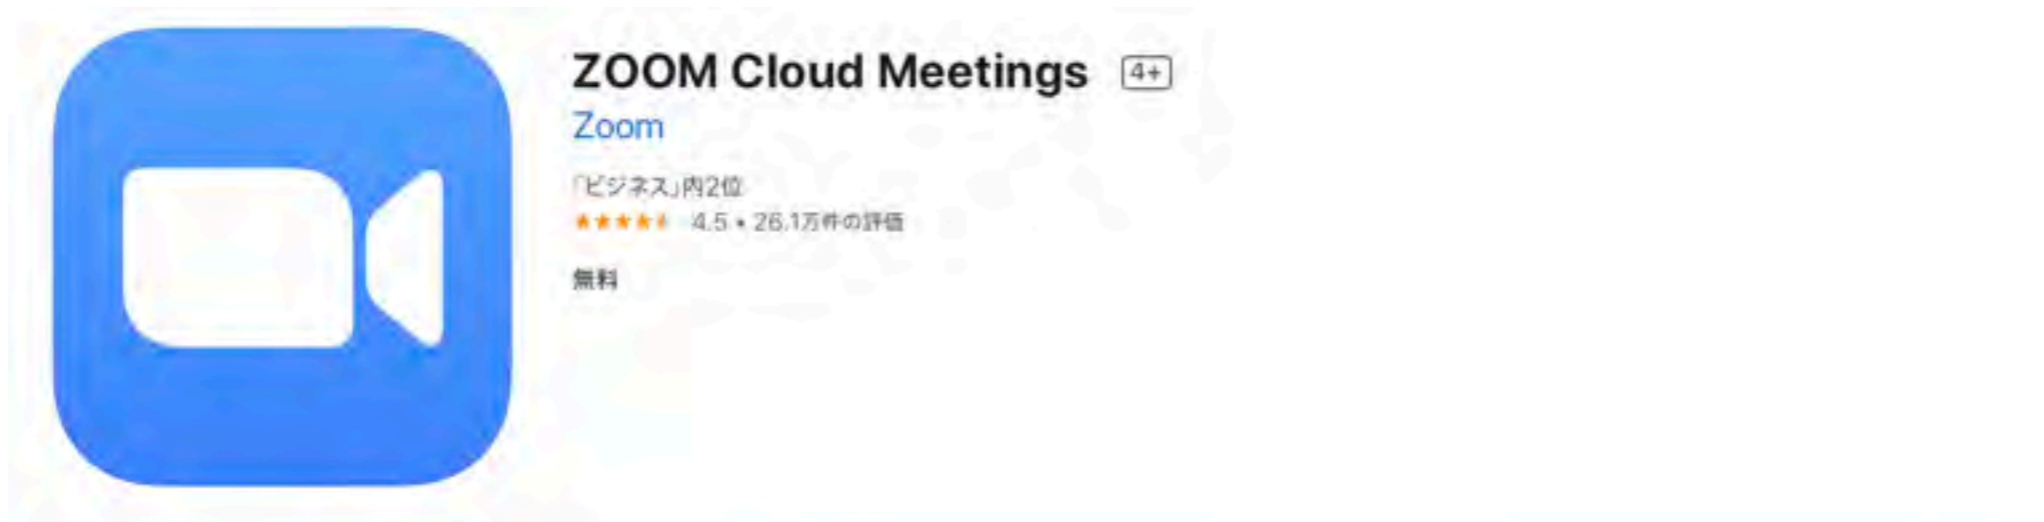 ZOOM Cloud Meetings 4+
Zoom
「ビジネス」内2位
★★★★★ 4.5 • 26.1万件の評価
無料